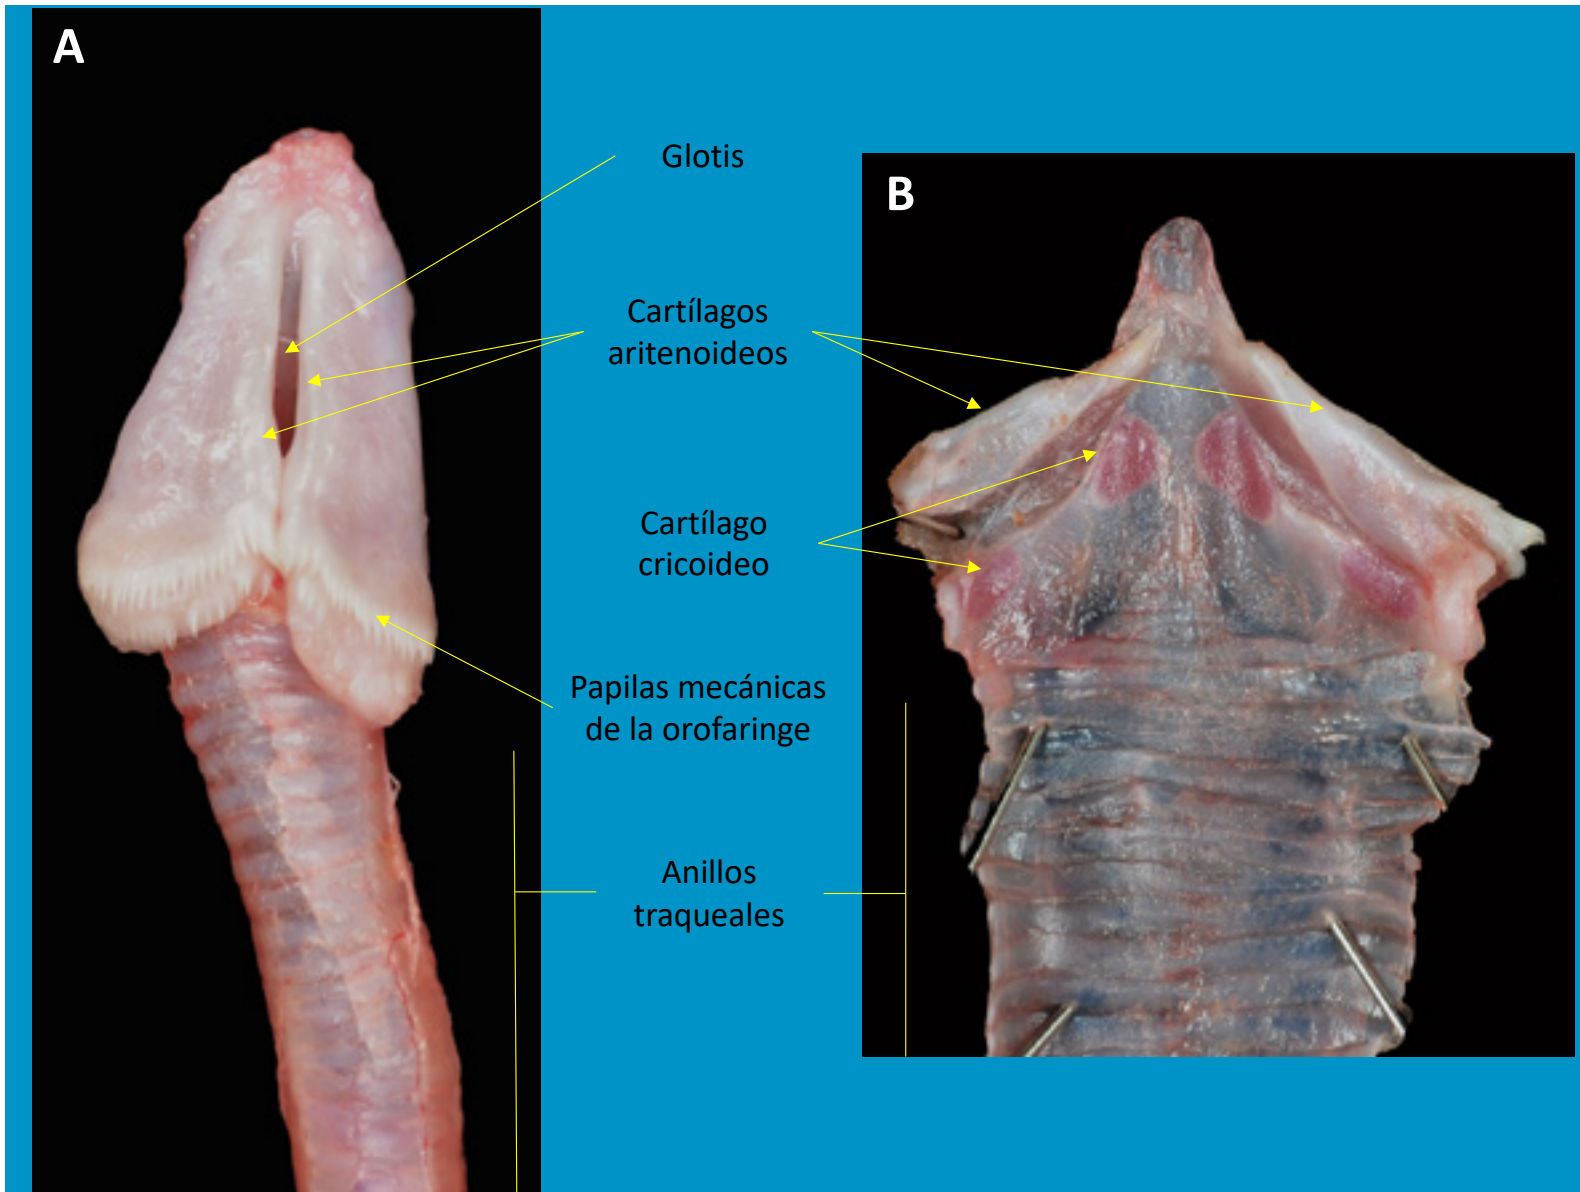 A
Glotis
B
Cartílagos
aritenoideos
Cartílago
cricoideo
Papilas mecánicas
de la orofaringe
Anillos
traqueales